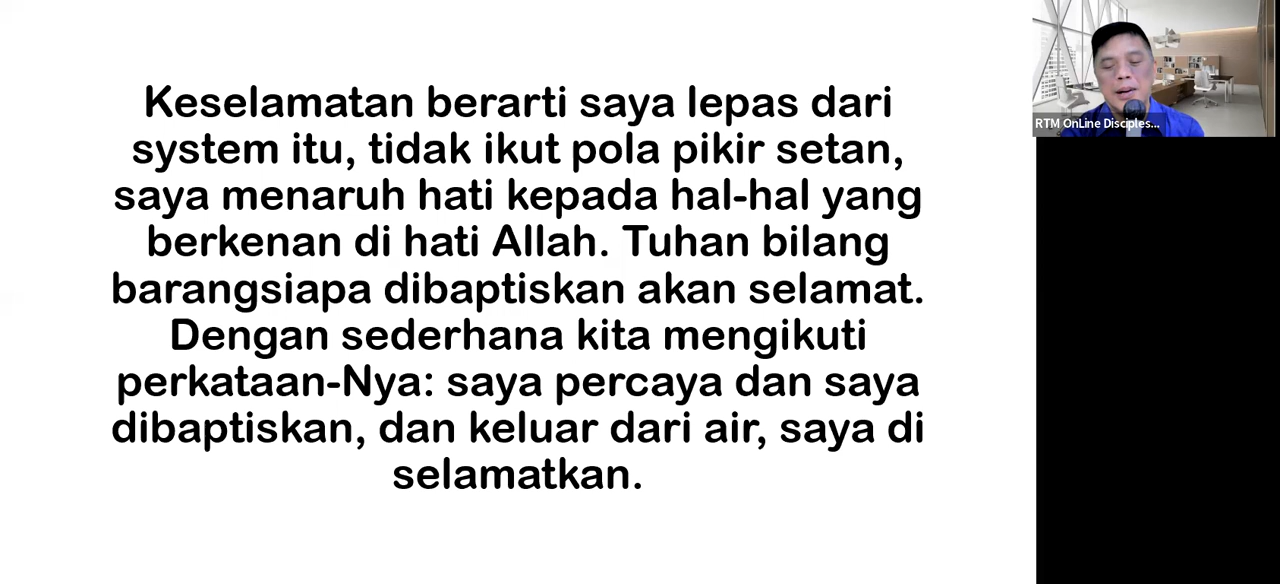 Keselamatan berarti saya lepas dari
system itu, tidak ikut pola pikir setan,
saya menaruh hati kepada hal-hal yang
berkenan di hati Allah. Tuhan bilang
barangsiapa dibaptiskan akan selamat.
Dengan sederhana kita mengikuti
perkataan-Nya: saya percaya dan saya
dibaptiskan, dan keluar dari air, saya di
selamatkan.
RTM OnLine Disciples...